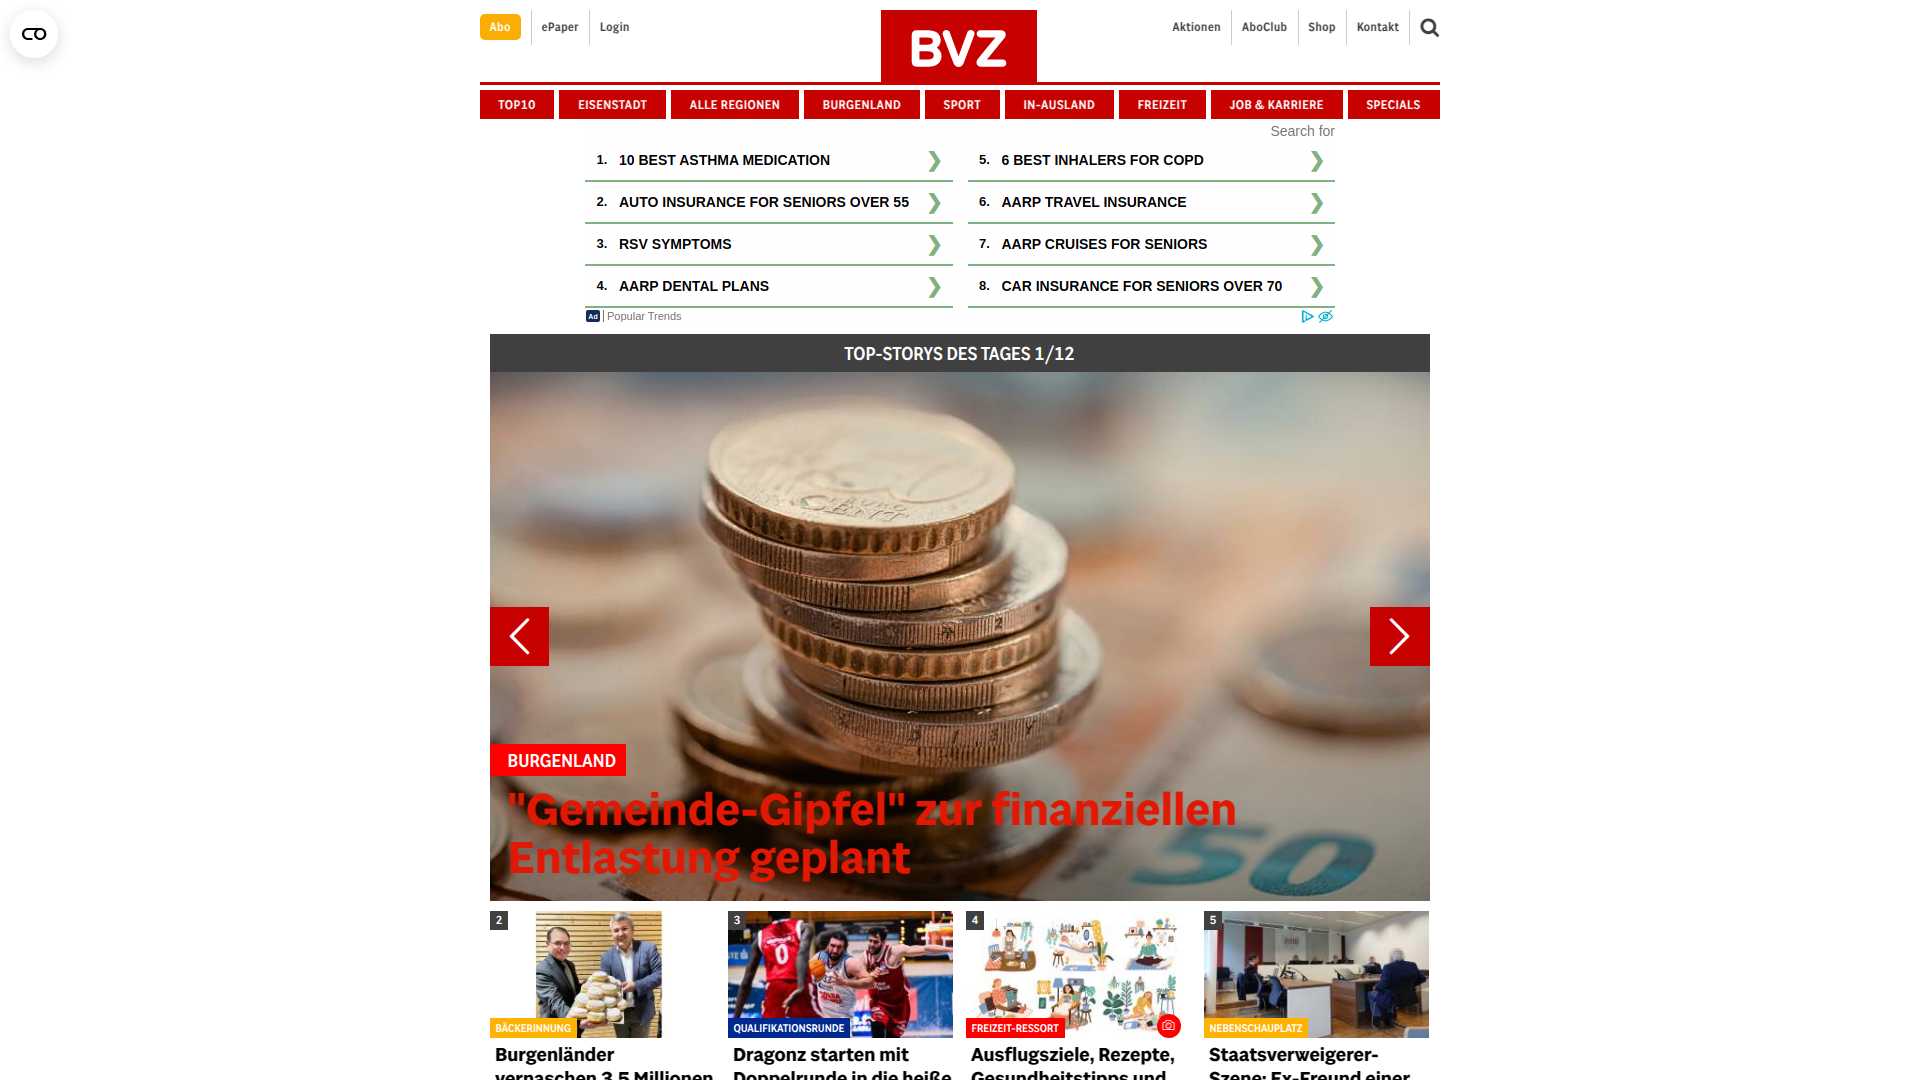 Abo
ePaper
Login
BVZ
Aktionen
AboClub
Shop
Kontakt
TOP10
EISENSTADT
ALLE REGIONEN
BURGENLAND
SPORT
IN-AUSLAND
FREIZEIT
JOB & KARRIERE
SPECIALS
Search for
1. 10 BEST ASTHMA MEDICATION
2. AUTO INSURANCE FOR SENIORS OVER 55
3. RSV SYMPTOMS
4. AARP DENTAL PLANS
5. 6 BEST INHALERS FOR COPD
6. AARP TRAVEL INSURANCE
7. AARP CRUISES FOR SENIORS
8. CAR INSURANCE FOR SENIORS OVER 70
Ad Popular Trends
TOP-STORYS DES TAGES 1/12
EURO
CENT
50
BURGENLAND
"Gemeinde-Gipfel" zur finanziellen
Entlastung geplant
2
BÄCKERINNUNG
Burgenländer
vernaschen 3,5 Millionen
3
0
QUALIFIKATIONSRUNDE
Dragonz starten mit
Doppelrunde in die heiße
4
FREIZEIT-RESSORT
Ausflugsziele, Rezepte,
Gesundheitstipps und
5
NEBENSCHAUPLATZ
Staatsverweigerer-
Szene: Ex-Freund einer